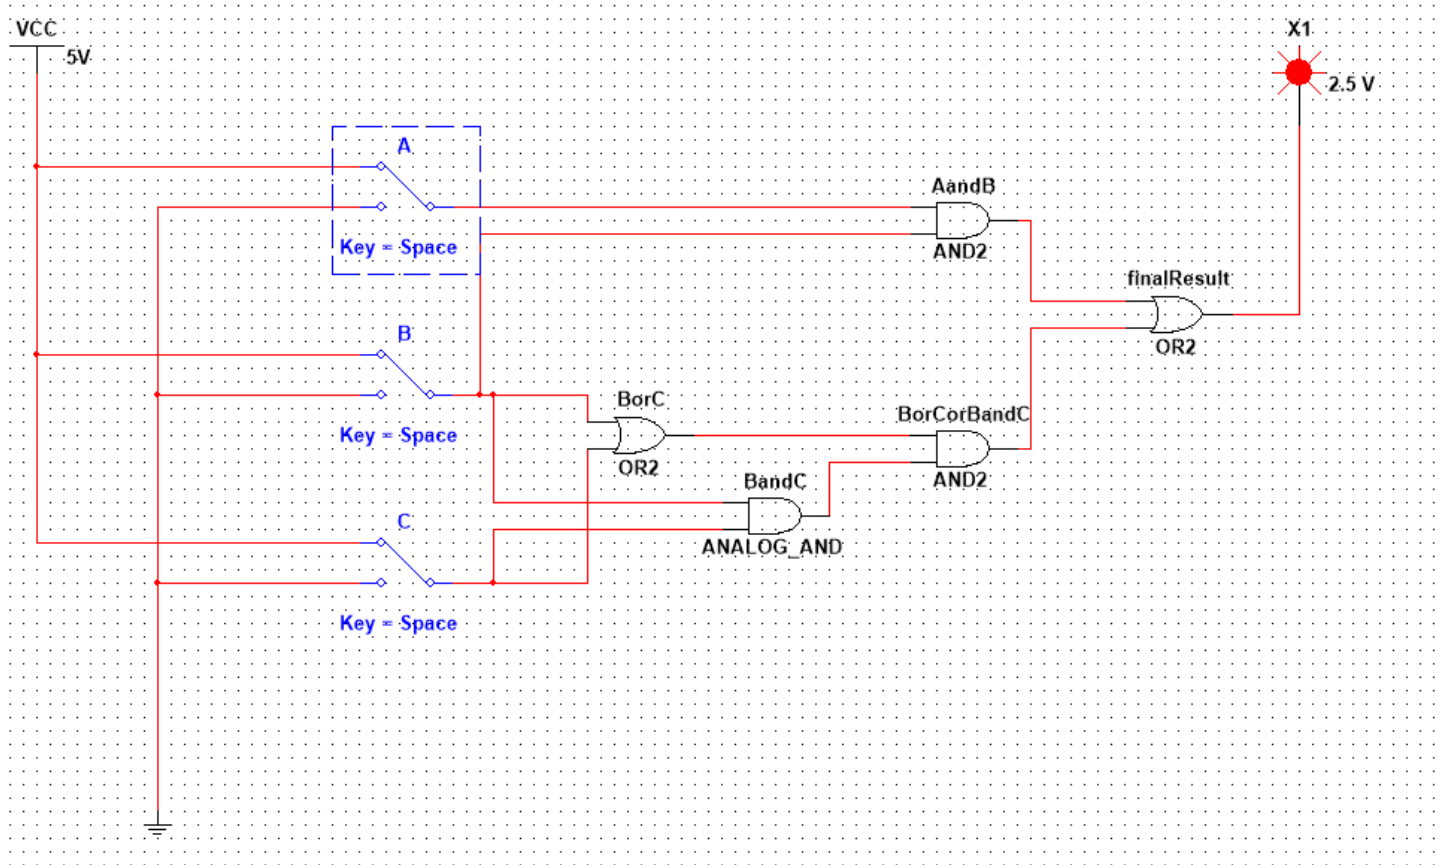 VCC
5V
X1
2.5 V
A
Key = Space
AandB
AND2
finalResult
OR2
B
Key = Space
BorC
OR2
BorCorBandC
AND2
BandC
ANALOG_AND
C
Key = Space